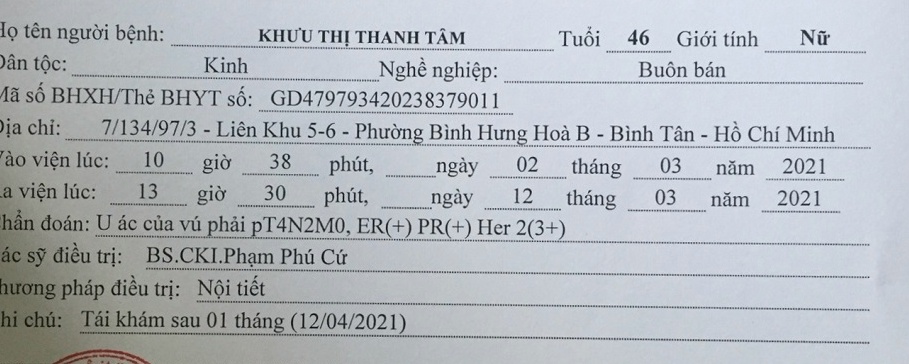 Họ tên người bệnh: KHƯU THỊ THANH TÂM Tuổi 46 Giới tính Nữ
Dân tộc: Kinh Nghề nghiệp: Buôn bán
Mã số BHXH/Thẻ BHYT số: GD479793420238379011
Địa chỉ: 7/134/97/3 - Liên Khu 5-6 - Phường Bình Hưng Hoà B - Bình Tân - Hồ Chí Minh
Vào viện lúc: 10 giờ 38 phút, ngày 02 tháng 03 năm 2021
Ra viện lúc: 13 giờ 30 phút, ngày 12 tháng 03 năm 2021
Chẩn đoán: U ác của vú phải pT4N2M0, ER(+) PR(+) Her 2(3+)
Bác sỹ điều trị: BS.CKI.Phạm Phú Cứ
Phương pháp điều trị: Nội tiết
Ghi chú: Tái khám sau 01 tháng (12/04/2021)